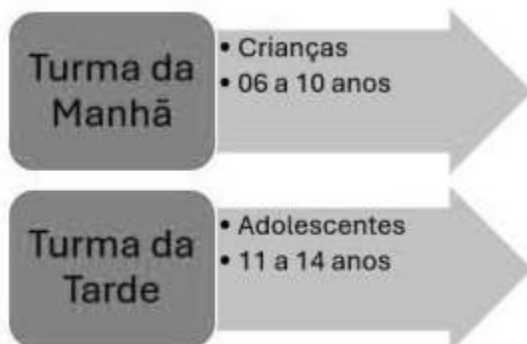 Turma da
Manhã
• Crianças
• 06 a 10 anos
Turma da
Tarde
• Adolescentes
• 11 a 14 anos